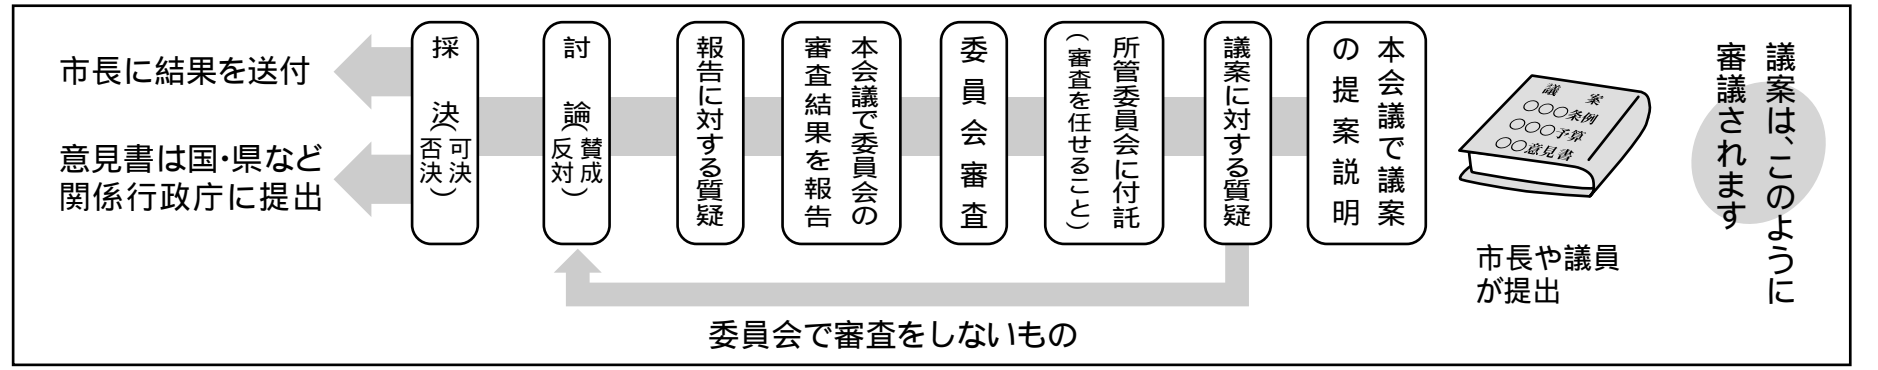 議案は、このように
審議されます
議　案
○○○条例
○○○予算
○○意見書
市長や議員
が提出
本会議で議案
の提案説明
議案に対する質疑
所管委員会に付託
(審査を任せること)
委員会審査
本会議で委員会の
審査結果を報告
報告に対する質疑
討論(賛成
反対)
採決(可決
否決)
市長に結果を送付
意見書は国・県など
関係行政庁に提出
委員会で審査をしないもの